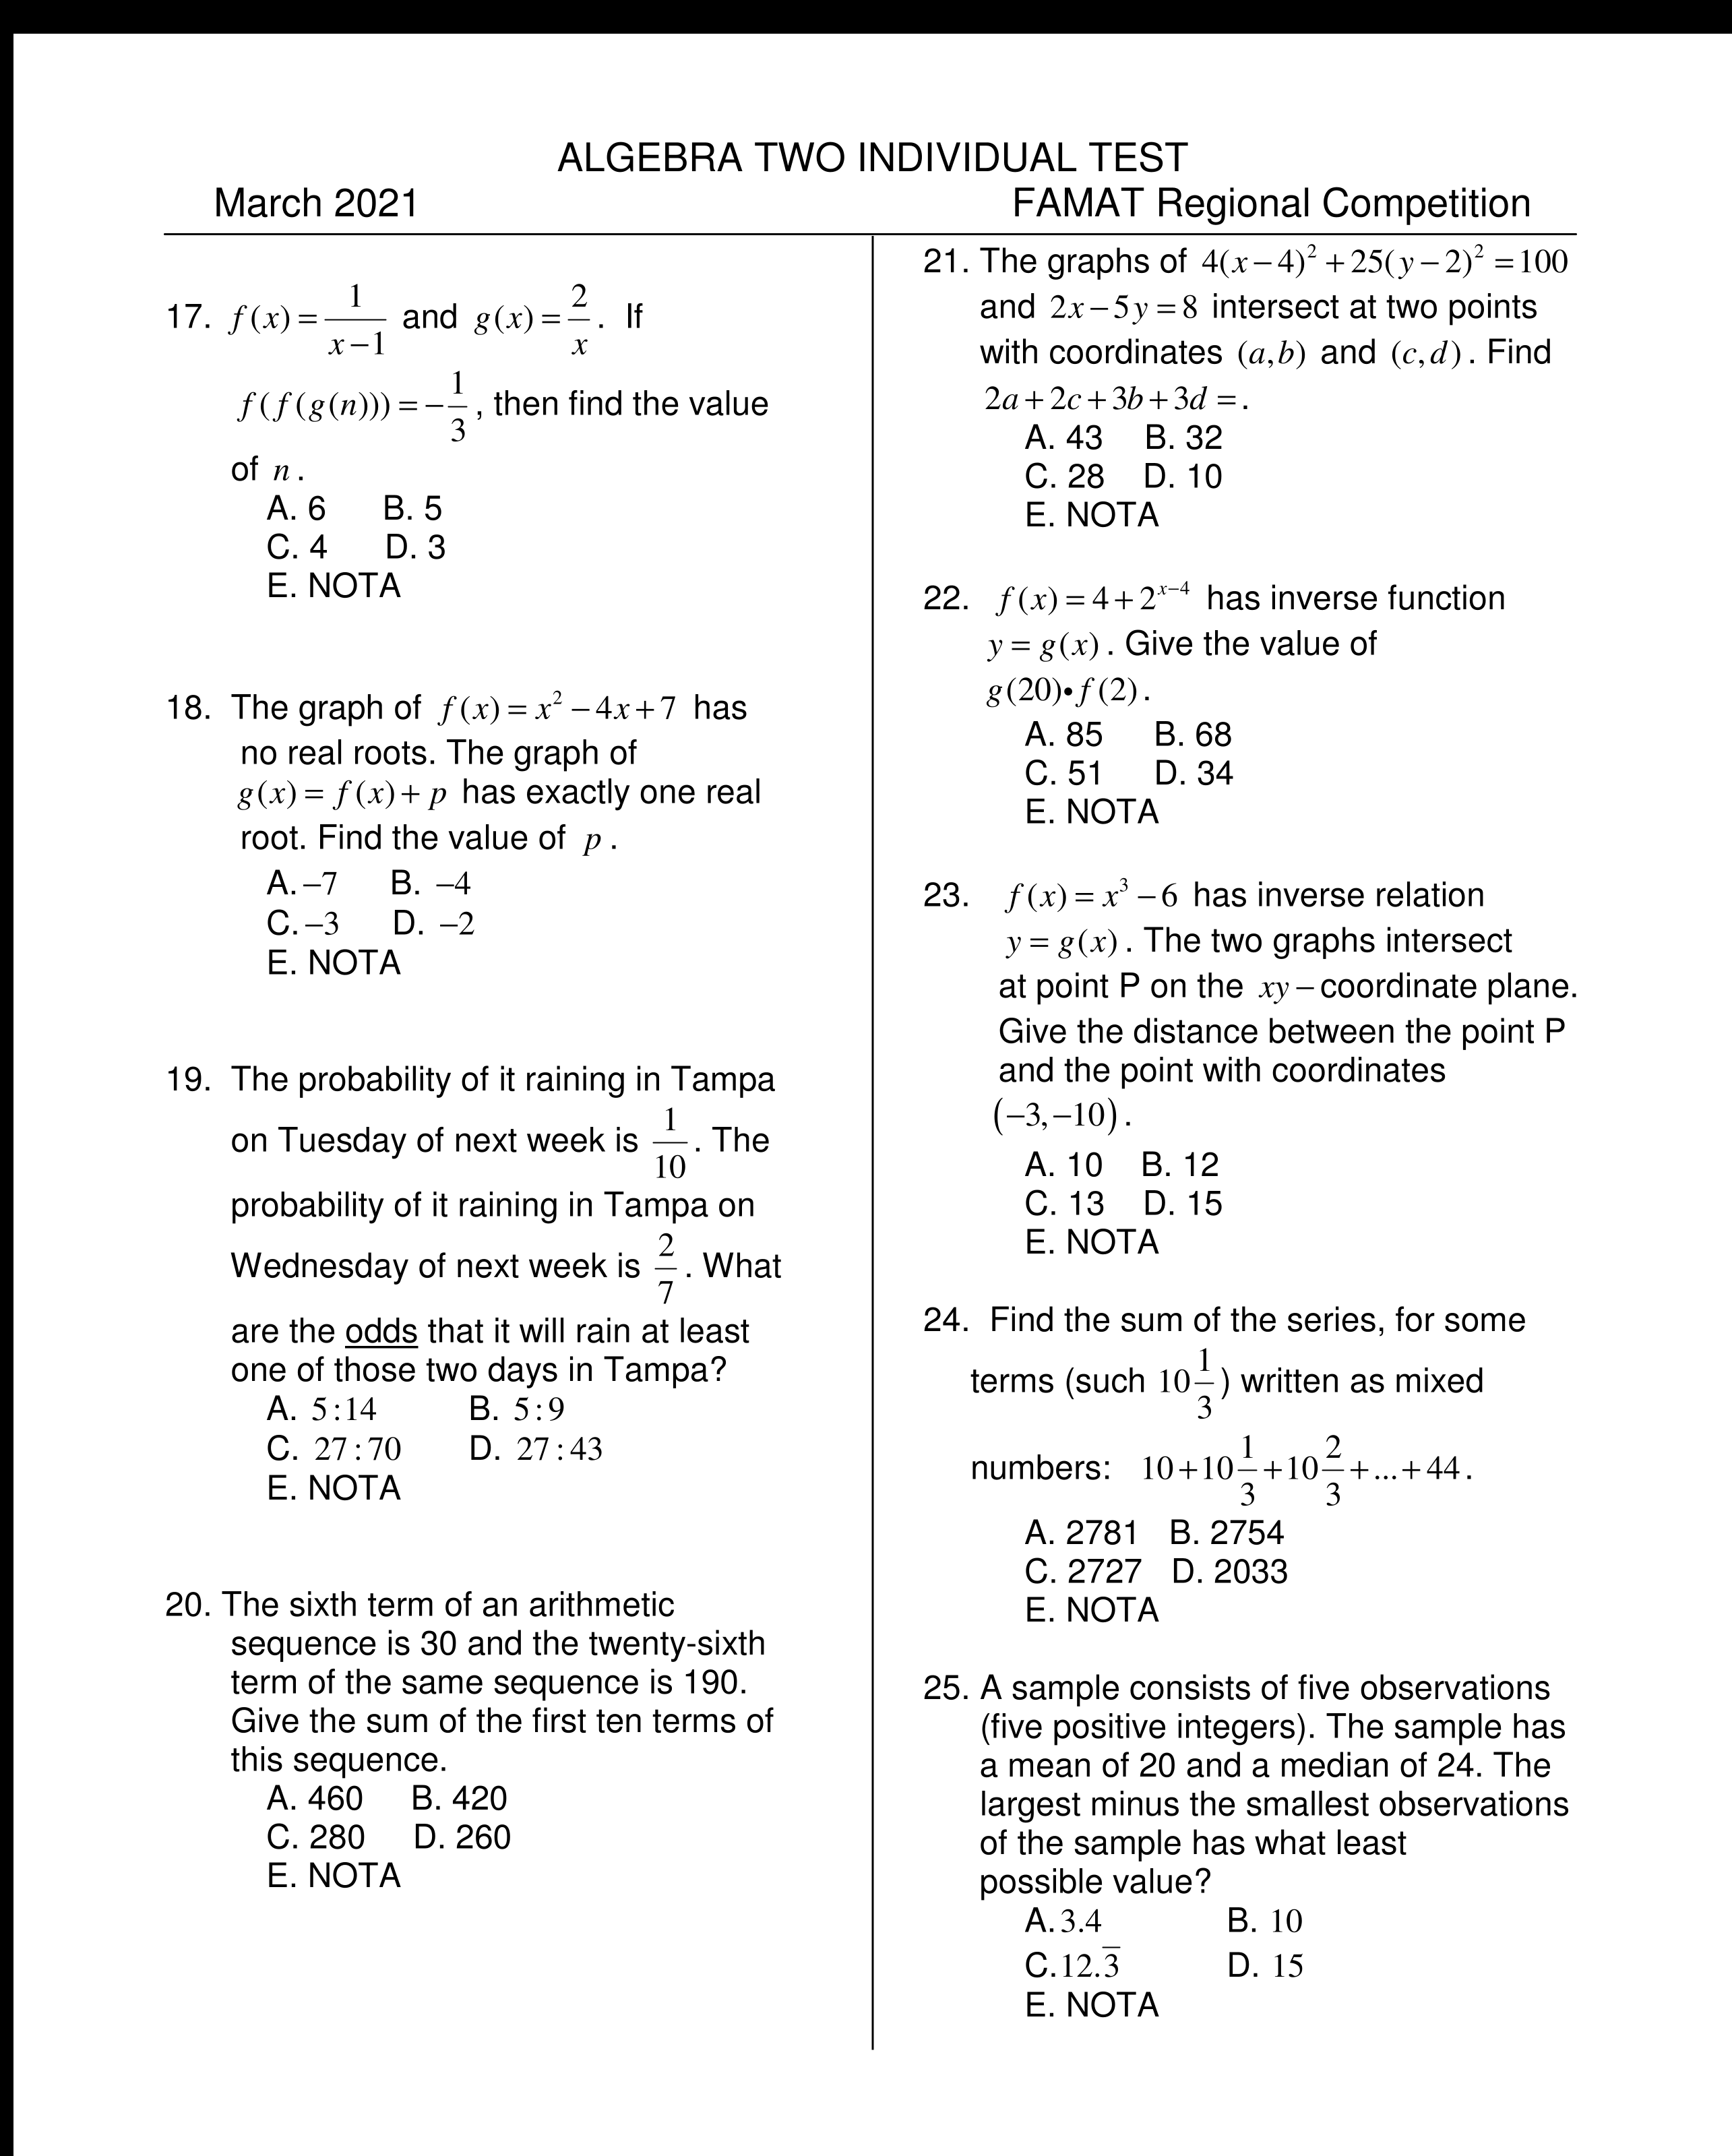 ALGEBRA TWO INDIVIDUAL TEST
March 2021 FAMAT Regional Competition
17. f(x) = 1/(x−1) and g(x) = 2/x. If
f(f(g(n))) = −1/3, then find the value
of n.
A. 6 B. 5
C. 4 D. 3
E. NOTA
18. The graph of f(x) = x² − 4x + 7 has
no real roots. The graph of
g(x) = f(x) + p has exactly one real
root. Find the value of p.
A. −7 B. −4
C. −3 D. −2
E. NOTA
19. The probability of it raining in Tampa
on Tuesday of next week is 1/10. The
probability of it raining in Tampa on
Wednesday of next week is 2/7. What
are the odds that it will rain at least
one of those two days in Tampa?
A. 5:14 B. 5:9
C. 27:70 D. 27:43
E. NOTA
20. The sixth term of an arithmetic
sequence is 30 and the twenty-sixth
term of the same sequence is 190.
Give the sum of the first ten terms of
this sequence.
A. 460 B. 420
C. 280 D. 260
E. NOTA
21. The graphs of 4(x−4)² + 25(y−2)² = 100
and 2x − 5y = 8 intersect at two points
with coordinates (a,b) and (c,d). Find
2a + 2c + 3b + 3d =.
A. 43 B. 32
C. 28 D. 10
E. NOTA
22. f(x) = 4 + 2^(x−4) has inverse function
y = g(x). Give the value of
g(20)•f(2).
A. 85 B. 68
C. 51 D. 34
E. NOTA
23. f(x) = x³ − 6 has inverse relation
y = g(x). The two graphs intersect
at point P on the xy − coordinate plane.
Give the distance between the point P
and the point with coordinates
(−3,−10).
A. 10 B. 12
C. 13 D. 15
E. NOTA
24. Find the sum of the series, for some
terms (such 10 1/3) written as mixed
numbers: 10 + 10 1/3 + 10 2/3 + ... + 44.
A. 2781 B. 2754
C. 2727 D. 2033
E. NOTA
25. A sample consists of five observations
(five positive integers). The sample has
a mean of 20 and a median of 24. The
largest minus the smallest observations
of the sample has what least
possible value?
A. 3.4 B. 10
C. 12.3̅ D. 15
E. NOTA